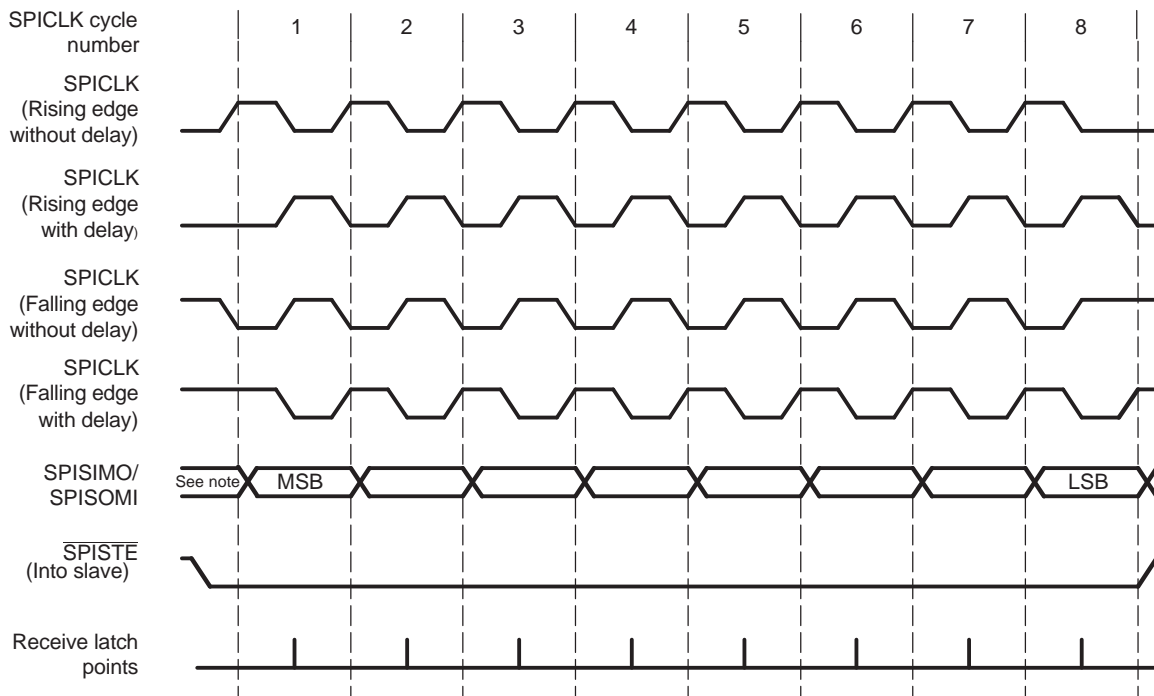 SPICLK cycle
number
1 2 3 4 5 6 7 8
SPICLK
(Rising edge
without delay)
SPICLK
(Rising edge
with delay)
SPICLK
(Falling edge
without delay)
SPICLK
(Falling edge
with delay)
SPISIMO/
SPISOMI
See note
MSB
LSB
SPISTE
(Into slave)
Receive latch
points